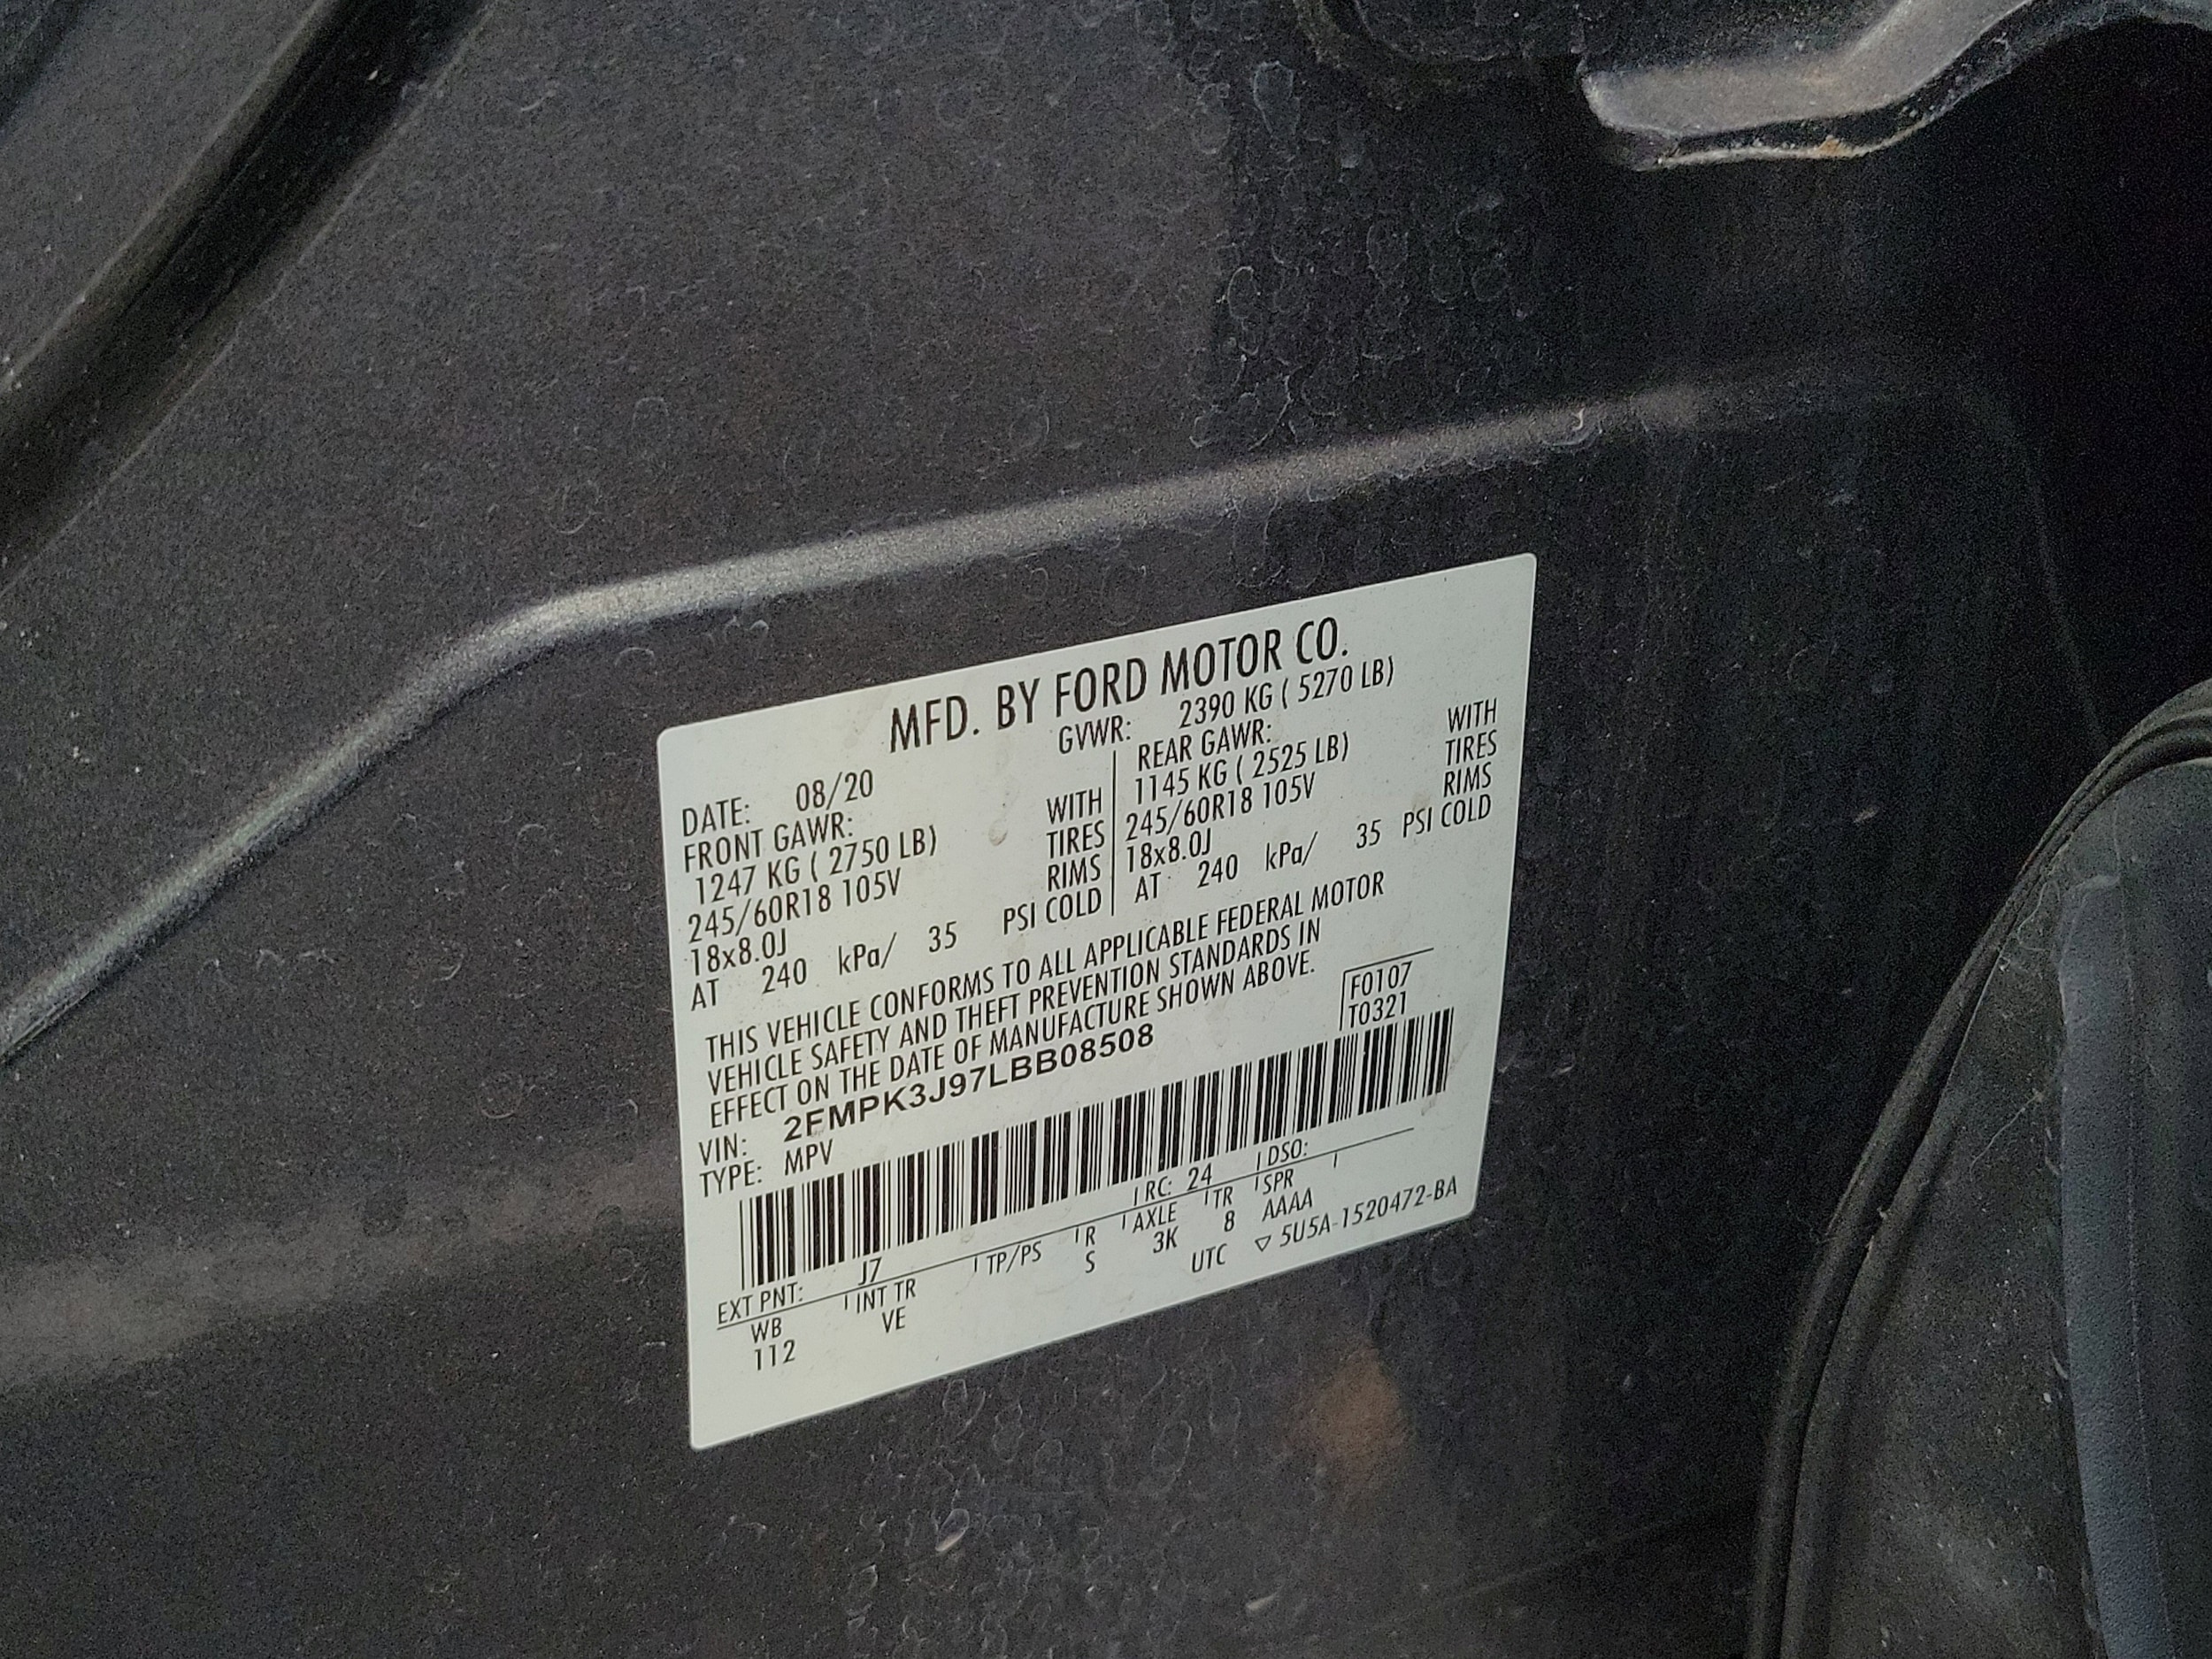 MFD. BY FORD MOTOR CO.
DATE: 08/20 GVWR: 2390 KG ( 5270 LB)
FRONT GAWR: REAR GAWR:
1247 KG ( 2750 LB) WITH 1145 KG ( 2525 LB) WITH
245/60R18 105V TIRES 245/60R18 105V TIRES
18x8.0J RIMS 18x8.0J RIMS
AT 240 kPa/ 35 PSI COLD AT 240 kPa/ 35 PSI COLD
THIS VEHICLE CONFORMS TO ALL APPLICABLE FEDERAL MOTOR
VEHICLE SAFETY AND THEFT PREVENTION STANDARDS IN
EFFECT ON THE DATE OF MANUFACTURE SHOWN ABOVE.
VIN: 2FMPK3J97LBB08508 F0107
TYPE: MPV T0321
EXT PNT: J7 RC: 24 DSO:
WB INT TR TP/PS R AXLE TR SPR
112 VE S 3K 8 AAAA
UTC ▽ 5U5A-1520472-BA